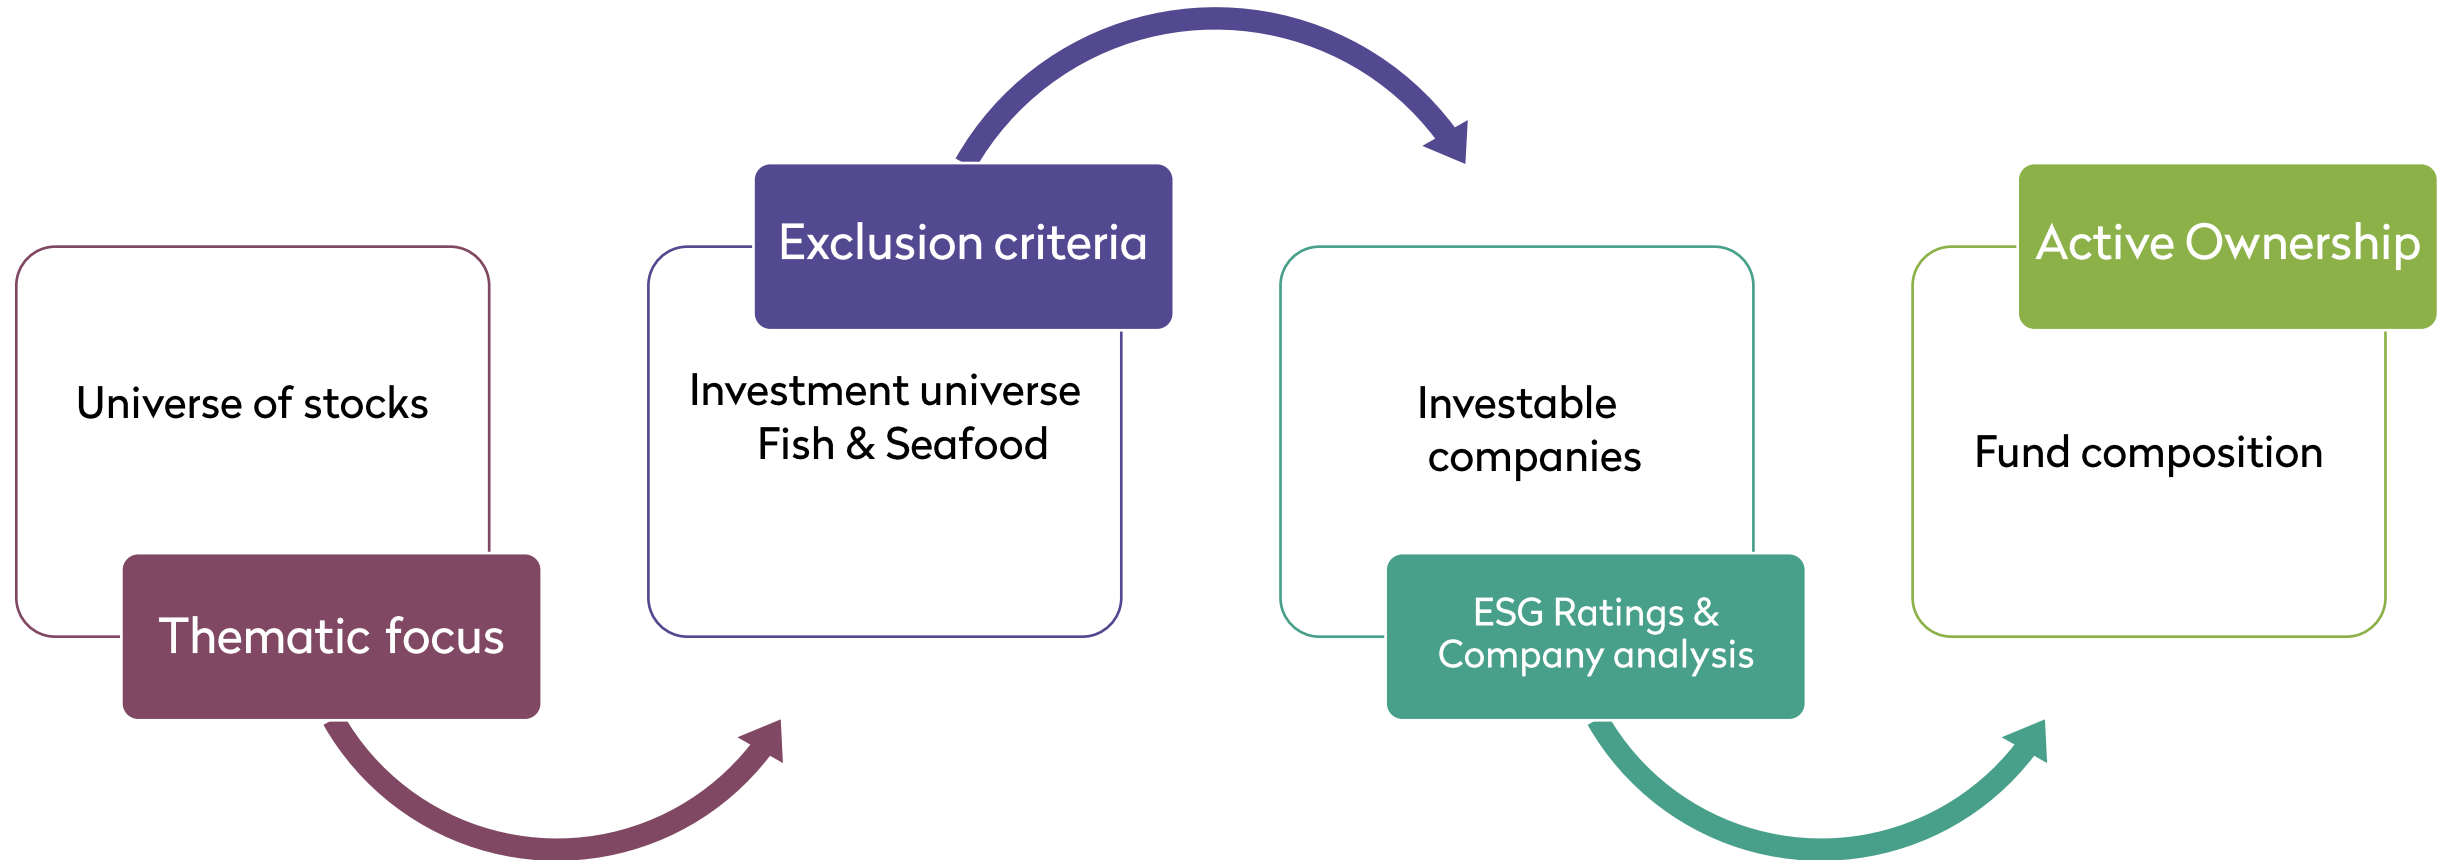 Universe of stocks
Thematic focus
Exclusion criteria
Investment universe
Fish & Seafood
Investable
companies
ESG Ratings &
Company analysis
Active Ownership
Fund composition